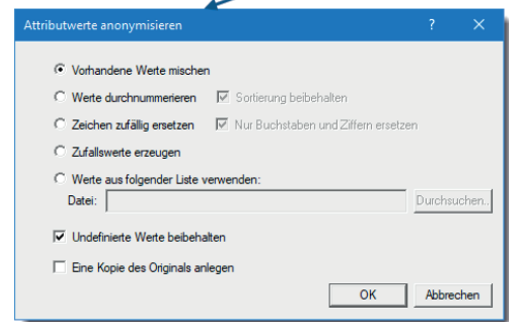 Attributwerte anonymisieren ? ×
Vorhandene Werte mischen
Werte durchnummerieren Sortierung beibehalten
Zeichen zufällig ersetzen Nur Buchstaben und Ziffern ersetzen
Zufallswerte erzeugen
Werte aus folgender Liste verwenden:
Datei: Durchsuchen..
Undefinierte Werte beibehalten
Eine Kopie des Originals anlegen
OK Abbrechen